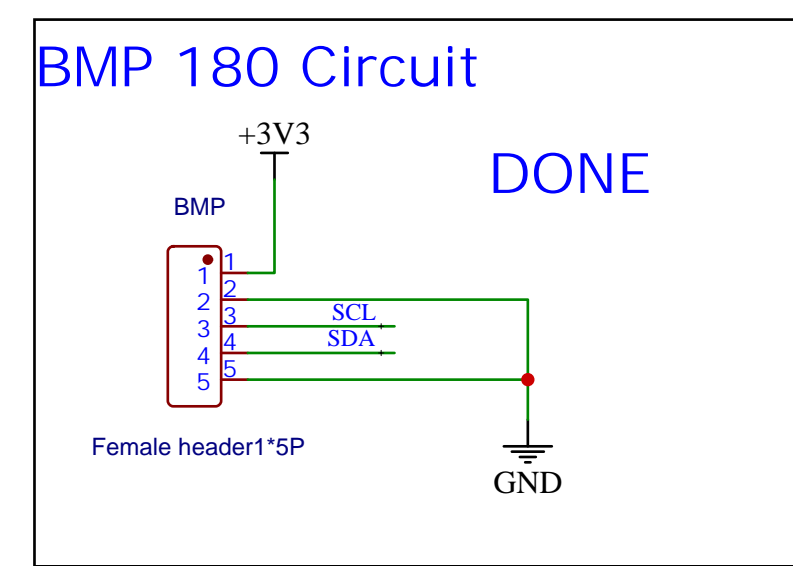 BMP 180 Circuit
+3V3
DONE
BMP
1 1
2 2
3 3 SCL
4 4 SDA
5 5
Female header1*5P
GND